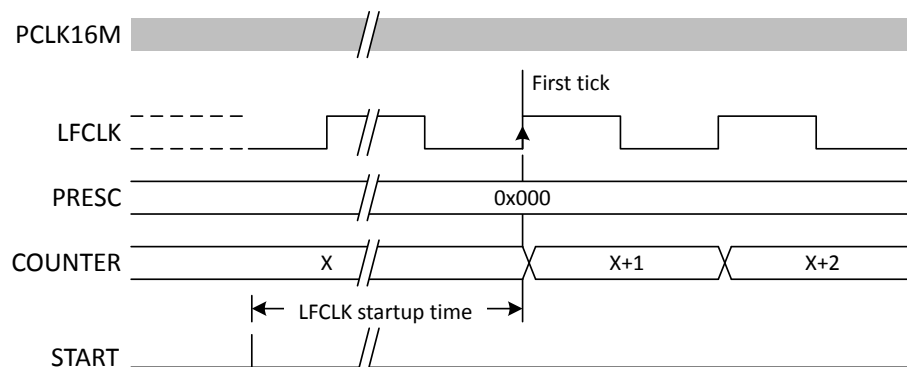 PCLK16M
First tick
LFCLK
PRESC
0x000
COUNTER
X
X+1
X+2
LFCLK startup time
START